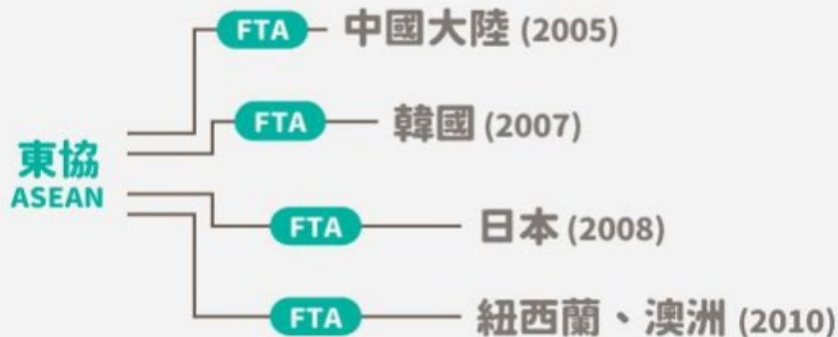 FTA 中國大陸 (2005)
FTA 韓國 (2007)
東協
ASEAN
FTA 日本 (2008)
FTA 紐西蘭、澳洲 (2010)